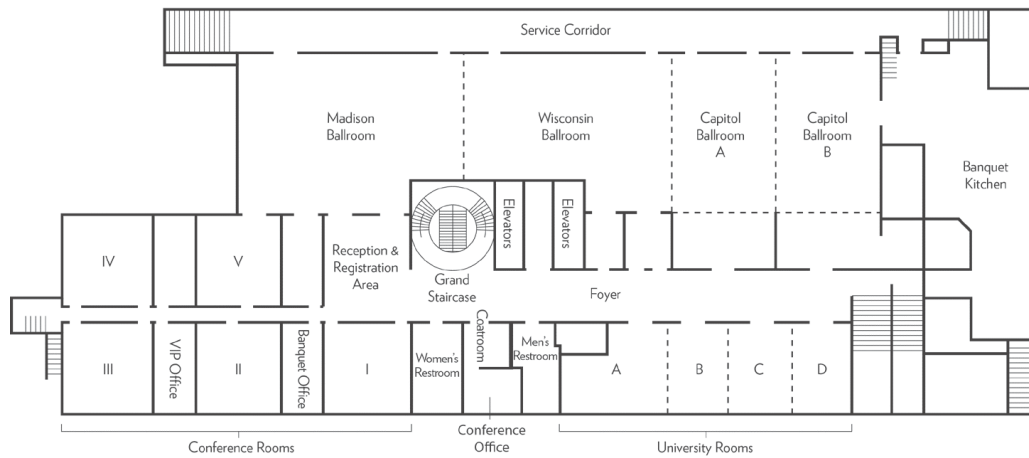 Service Corridor
Madison
Ballroom
Wisconsin
Ballroom
Capitol
Ballroom
A
Capitol
Ballroom
B
Banquet
Kitchen
Elevators
Elevators
IV
V
Reception &
Registration
Area
Grand
Staircase
Foyer
III
VIP Office
II
Banquet Office
I
Women's
Restroom
Coatroom
Men's
Restroom
A
B
C
D
Conference Rooms
Conference
Office
University Rooms